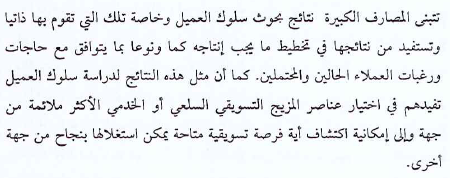 تتبنى المصارف الكبيرة نتائج بحوث سلوك العميل وخاصة تلك التي تقوم بها ذاتيا
وتستفيد من نتائجها في تخطيط ما يجب إنتاجه كما ونوعا بما يتوافق مع حاجات
ورغبات العملاء الحالين والمحتملين. كما أن مثل هذه النتائج لدراسة سلوك العميل
تفيدهم في اختيار عناصر المزيج التسويقي السلعي أو الخدمي الأكثر ملائمة من
جهة وإلى إمكانية اكتشاف أية فرصة تسويقية متاحة يمكن استغلالها بنجاح من جهة
أخرى.